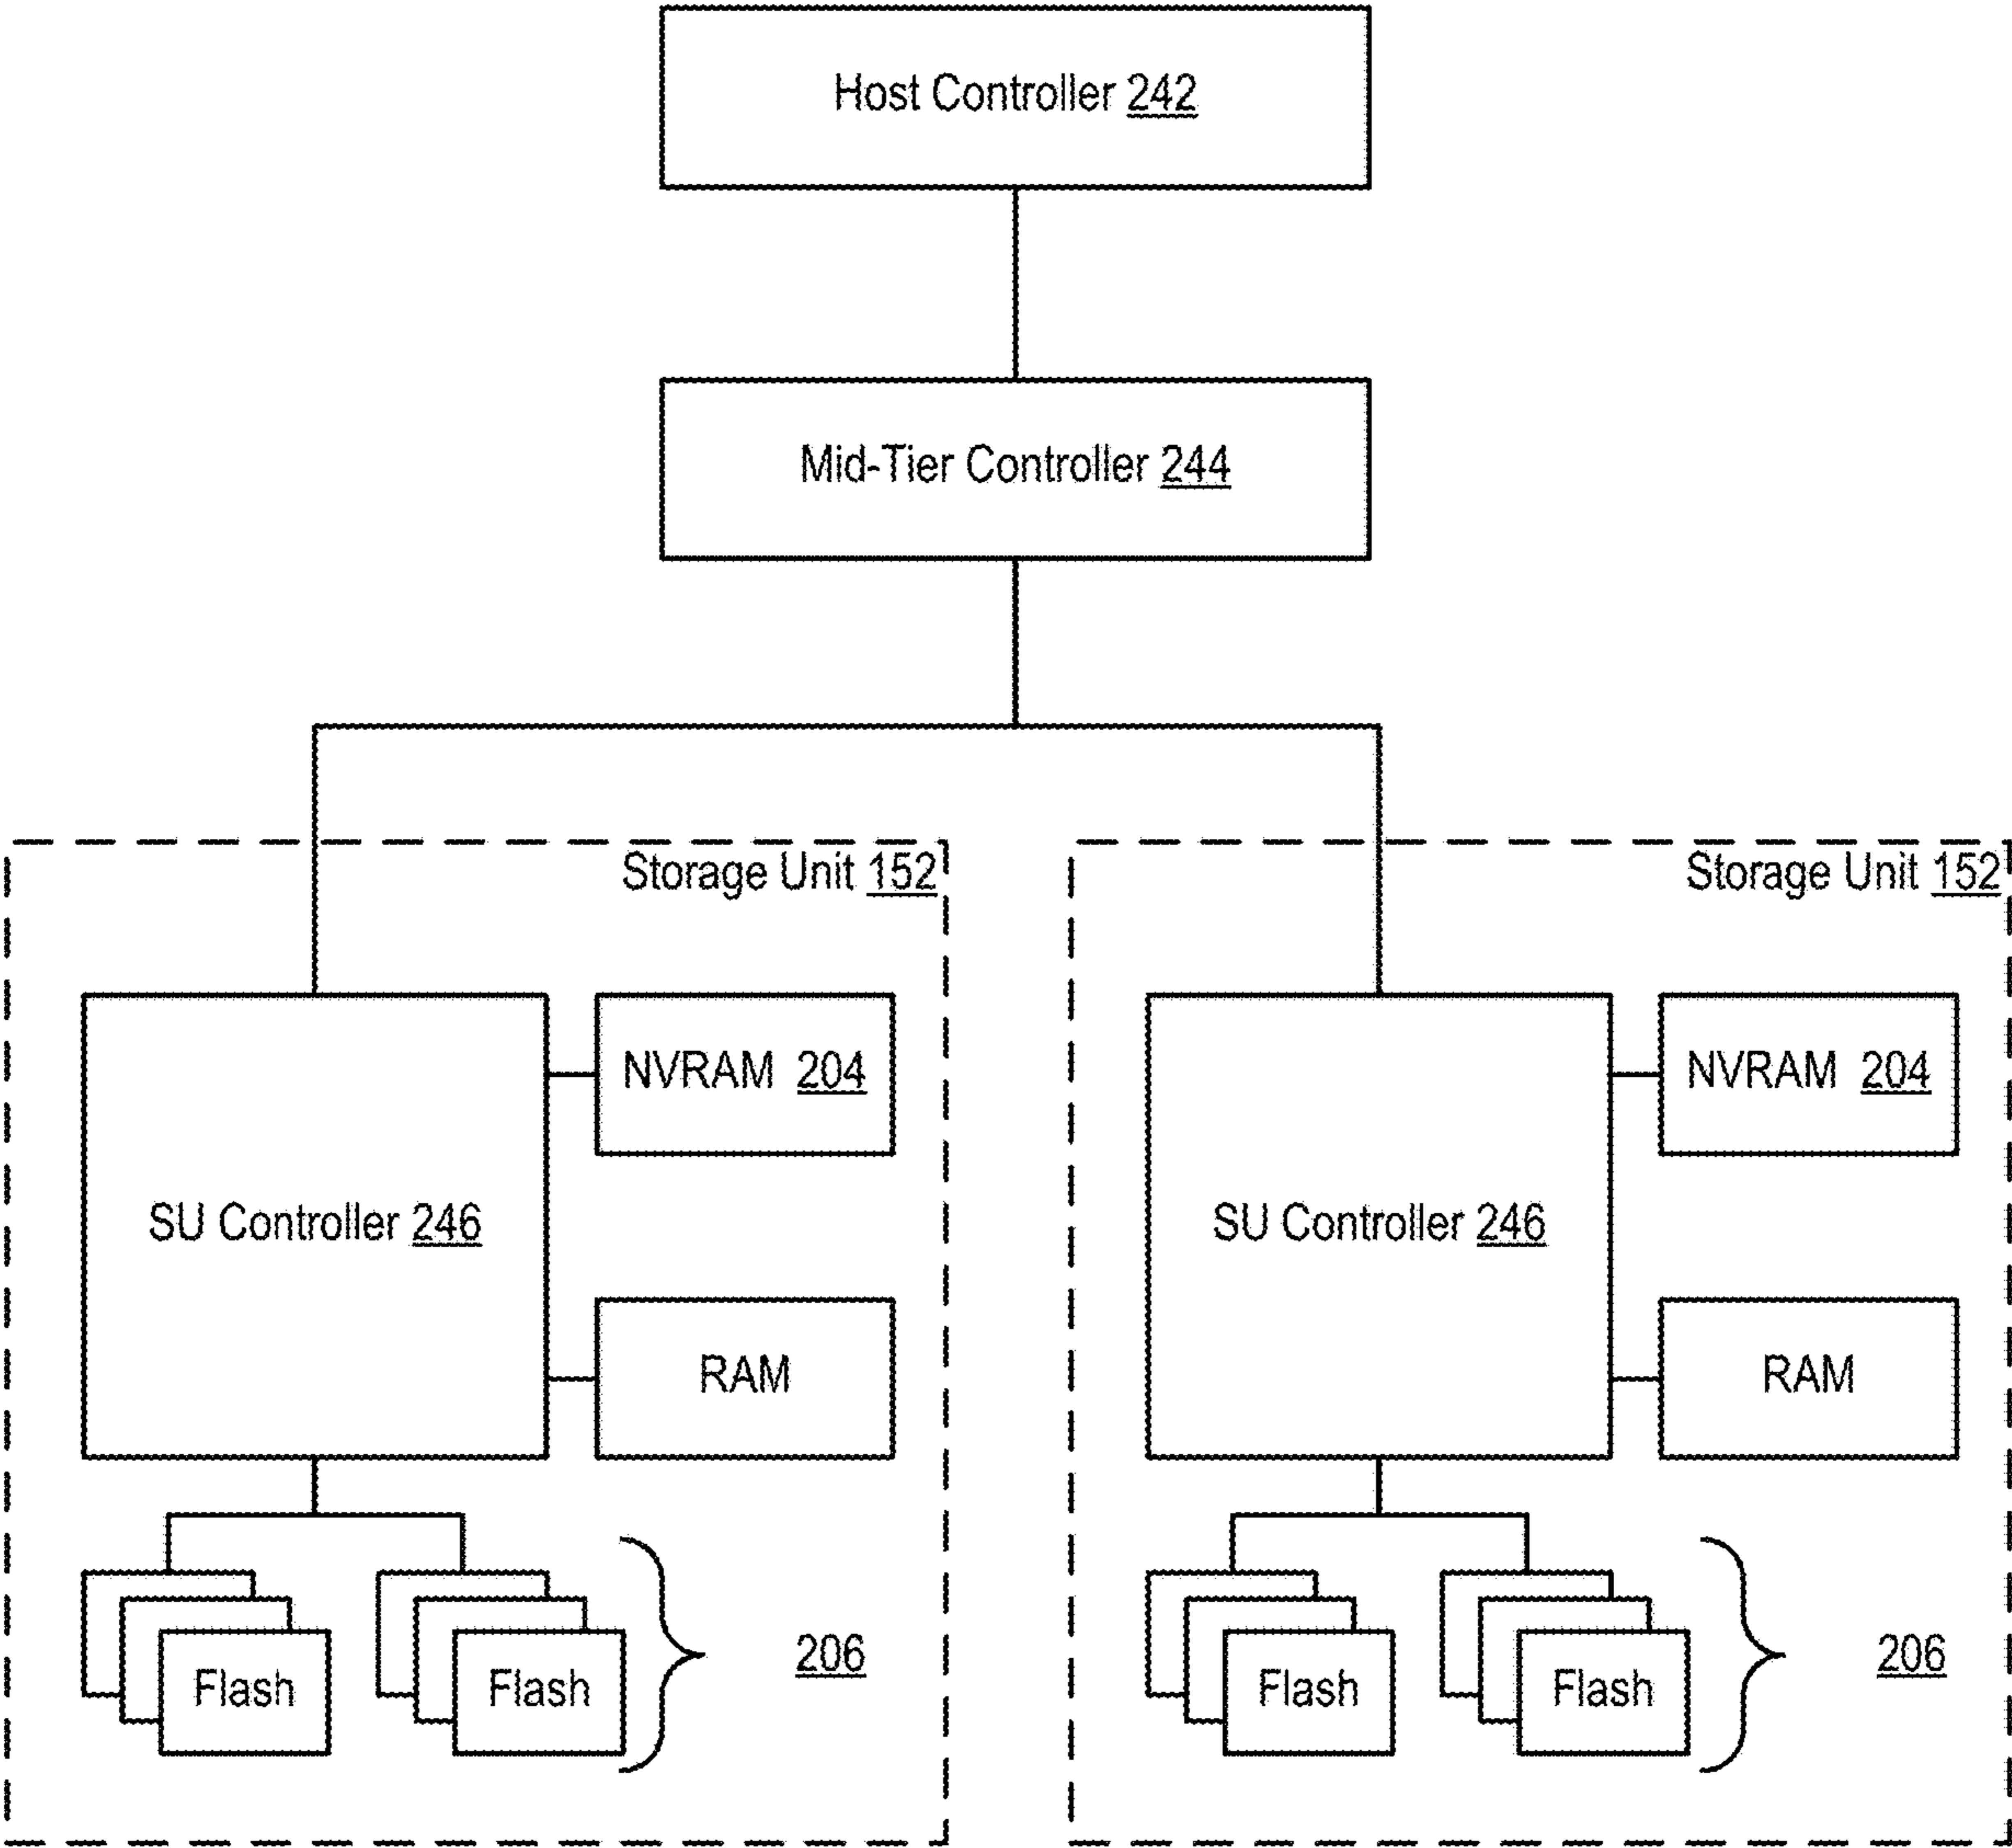 Host Controller 242
Mid-Tier Controller 244
Storage Unit 152
SU Controller 246
NVRAM 204
RAM
Flash
Flash
206
Storage Unit 152
SU Controller 246
NVRAM 204
RAM
Flash
Flash
206